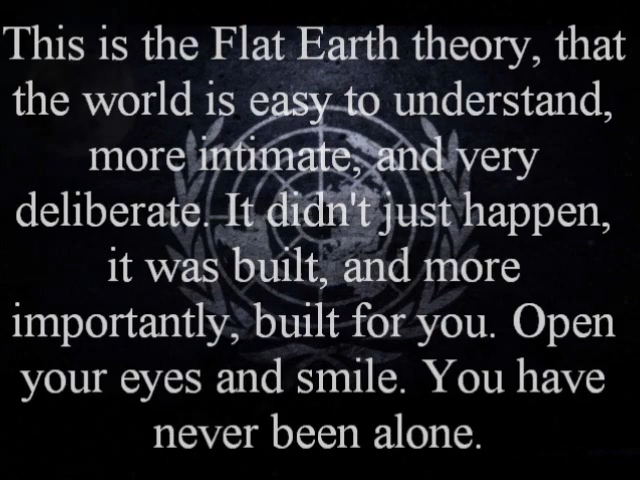 This is the Flat Earth theory, that
the world is easy to understand,
more intimate, and very
deliberate. It didn't just happen,
it was built, and more
importantly, built for you. Open
your eyes and smile. You have
never been alone.